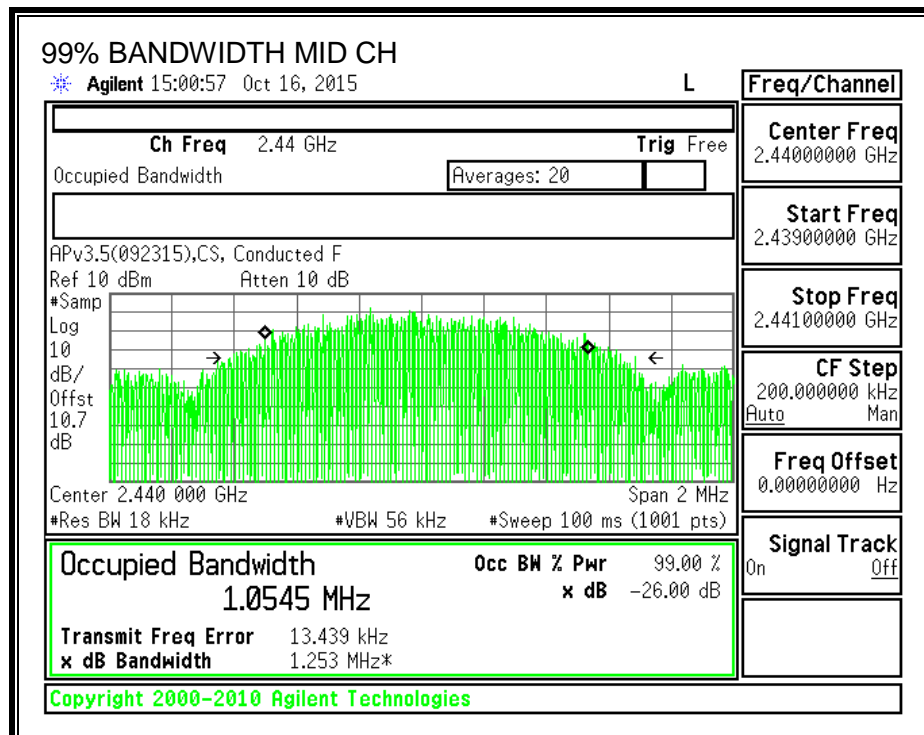 99% BANDWIDTH MID CH
Agilent 15:00:57 Oct 16, 2015 L
Freq/Channel
Ch Freq 2.44 GHz Trig Free
Occupied Bandwidth Averages: 20
APv3.5(092315),CS, Conducted F
Ref 10 dBm Atten 10 dB
#Samp
Log
10
dB/
Offst
10.7
dB
Center 2.440 000 GHz Span 2 MHz
#Res BW 18 kHz #VBW 56 kHz #Sweep 100 ms (1001 pts)
Occupied Bandwidth Occ BW % Pwr 99.00 %
1.0545 MHz x dB -26.00 dB
Transmit Freq Error 13.439 kHz
x dB Bandwidth 1.253 MHz*
Copyright 2000-2010 Agilent Technologies
Center Freq
2.44000000 GHz
Start Freq
2.43900000 GHz
Stop Freq
2.44100000 GHz
CF Step
200.000000 kHz
Auto Man
Freq Offset
0.00000000 Hz
Signal Track
On Off